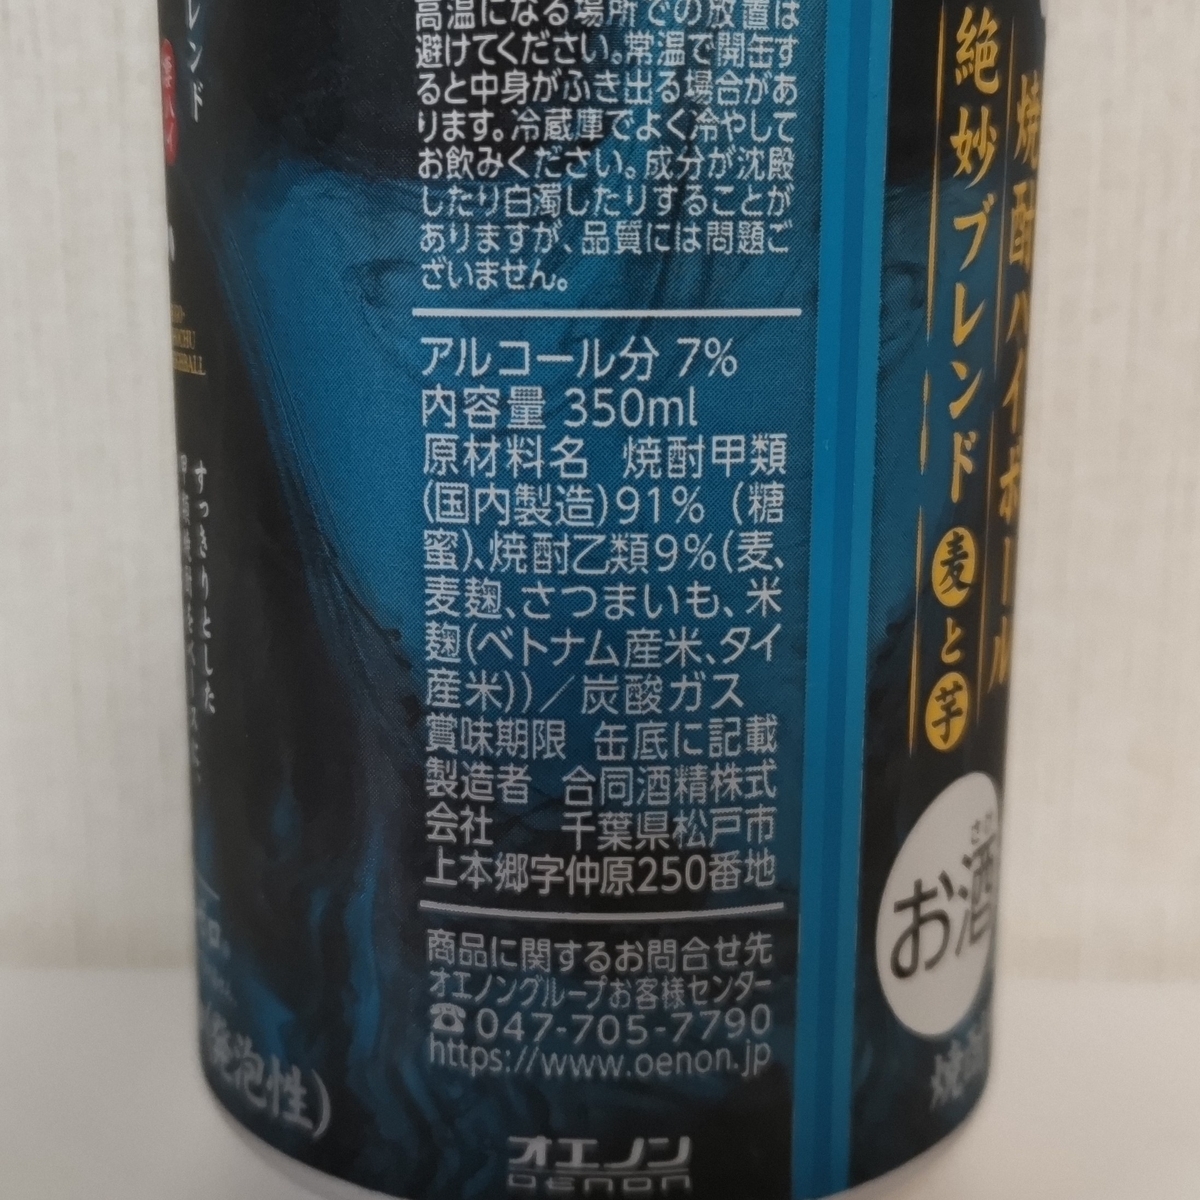 高温になる場所での放置は
避けてください。常温で開缶す
ると中身がふき出る場合があ
ります。冷蔵庫でよく冷やして
お飲みください。成分が沈殿
したり白濁したりすることが
ありますが、品質には問題ご
ざいません。
アルコール分 7%
内容量 350ml
原材料名 焼酎甲類
(国内製造)91% (糖
蜜)、焼酎乙類9%(麦、
麦麹、さつまいも、米
麹(ベトナム産米、タイ
産米))／炭酸ガス
賞味期限 缶底に記載
製造者 合同酒精株式
会社 千葉県松戸市
上本郷字仲原250番地
商品に関するお問合せ先
オエノングループお客様センター
☎047-705-7790
https://www.oenon.jp
オエノン
OENON
焼酎ハイボール
絶妙ブレンド麦と芋
お酒
レンド
すっきりとした
(発泡性)